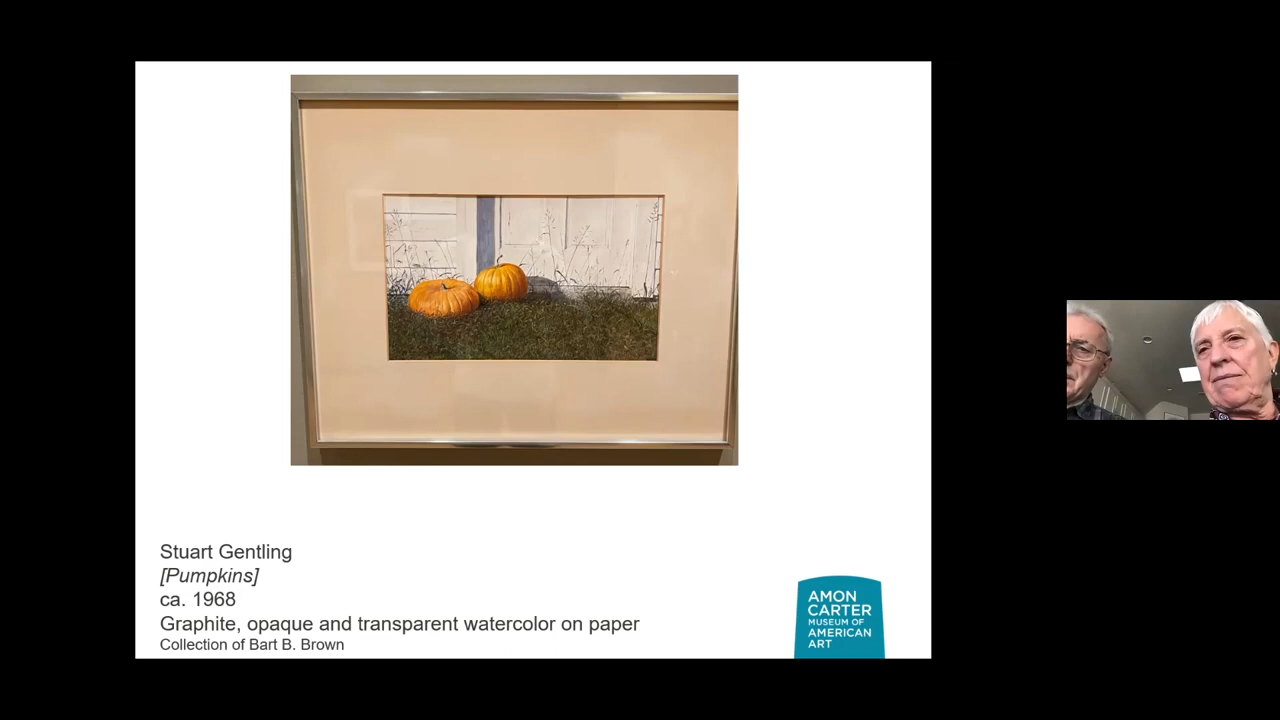 Stuart Gentling
[Pumpkins]
ca. 1968
Graphite, opaque and transparent watercolor on paper
Collection of Bart B. Brown
AMON
CARTER
MUSEUM OF
AMERICAN
ART